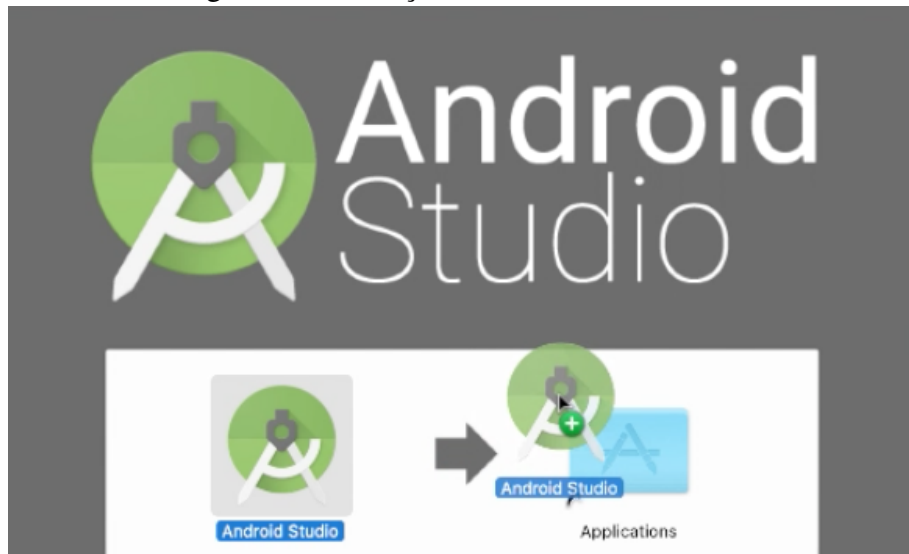 Android
Studio
Android Studio
Android Studio
Applications